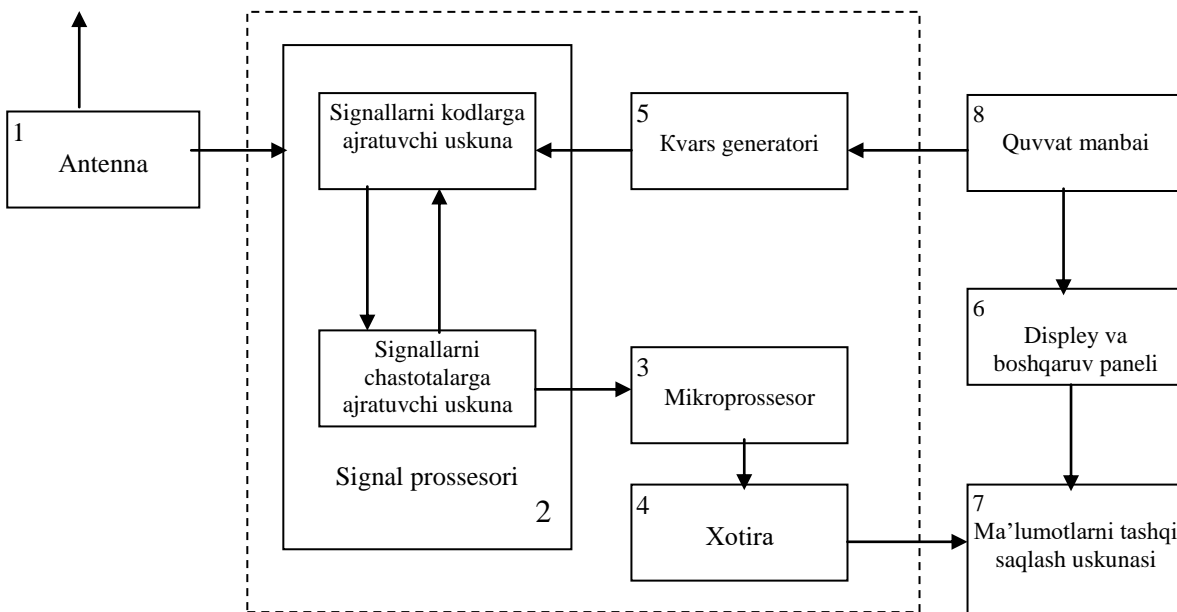 1
Antenna
Signallarni kodlarga
ajratuvchi uskuna
Signallarni
chastotalarga
ajratuvchi uskuna
Signal prossesori
2
5
Kvars generatori
3
Mikroprossesor
4
Xotira
8
Quvvat manbai
6
Displey va
boshqaruv paneli
7
Ma’lumotlarni tashqi
saqlash uskunasi